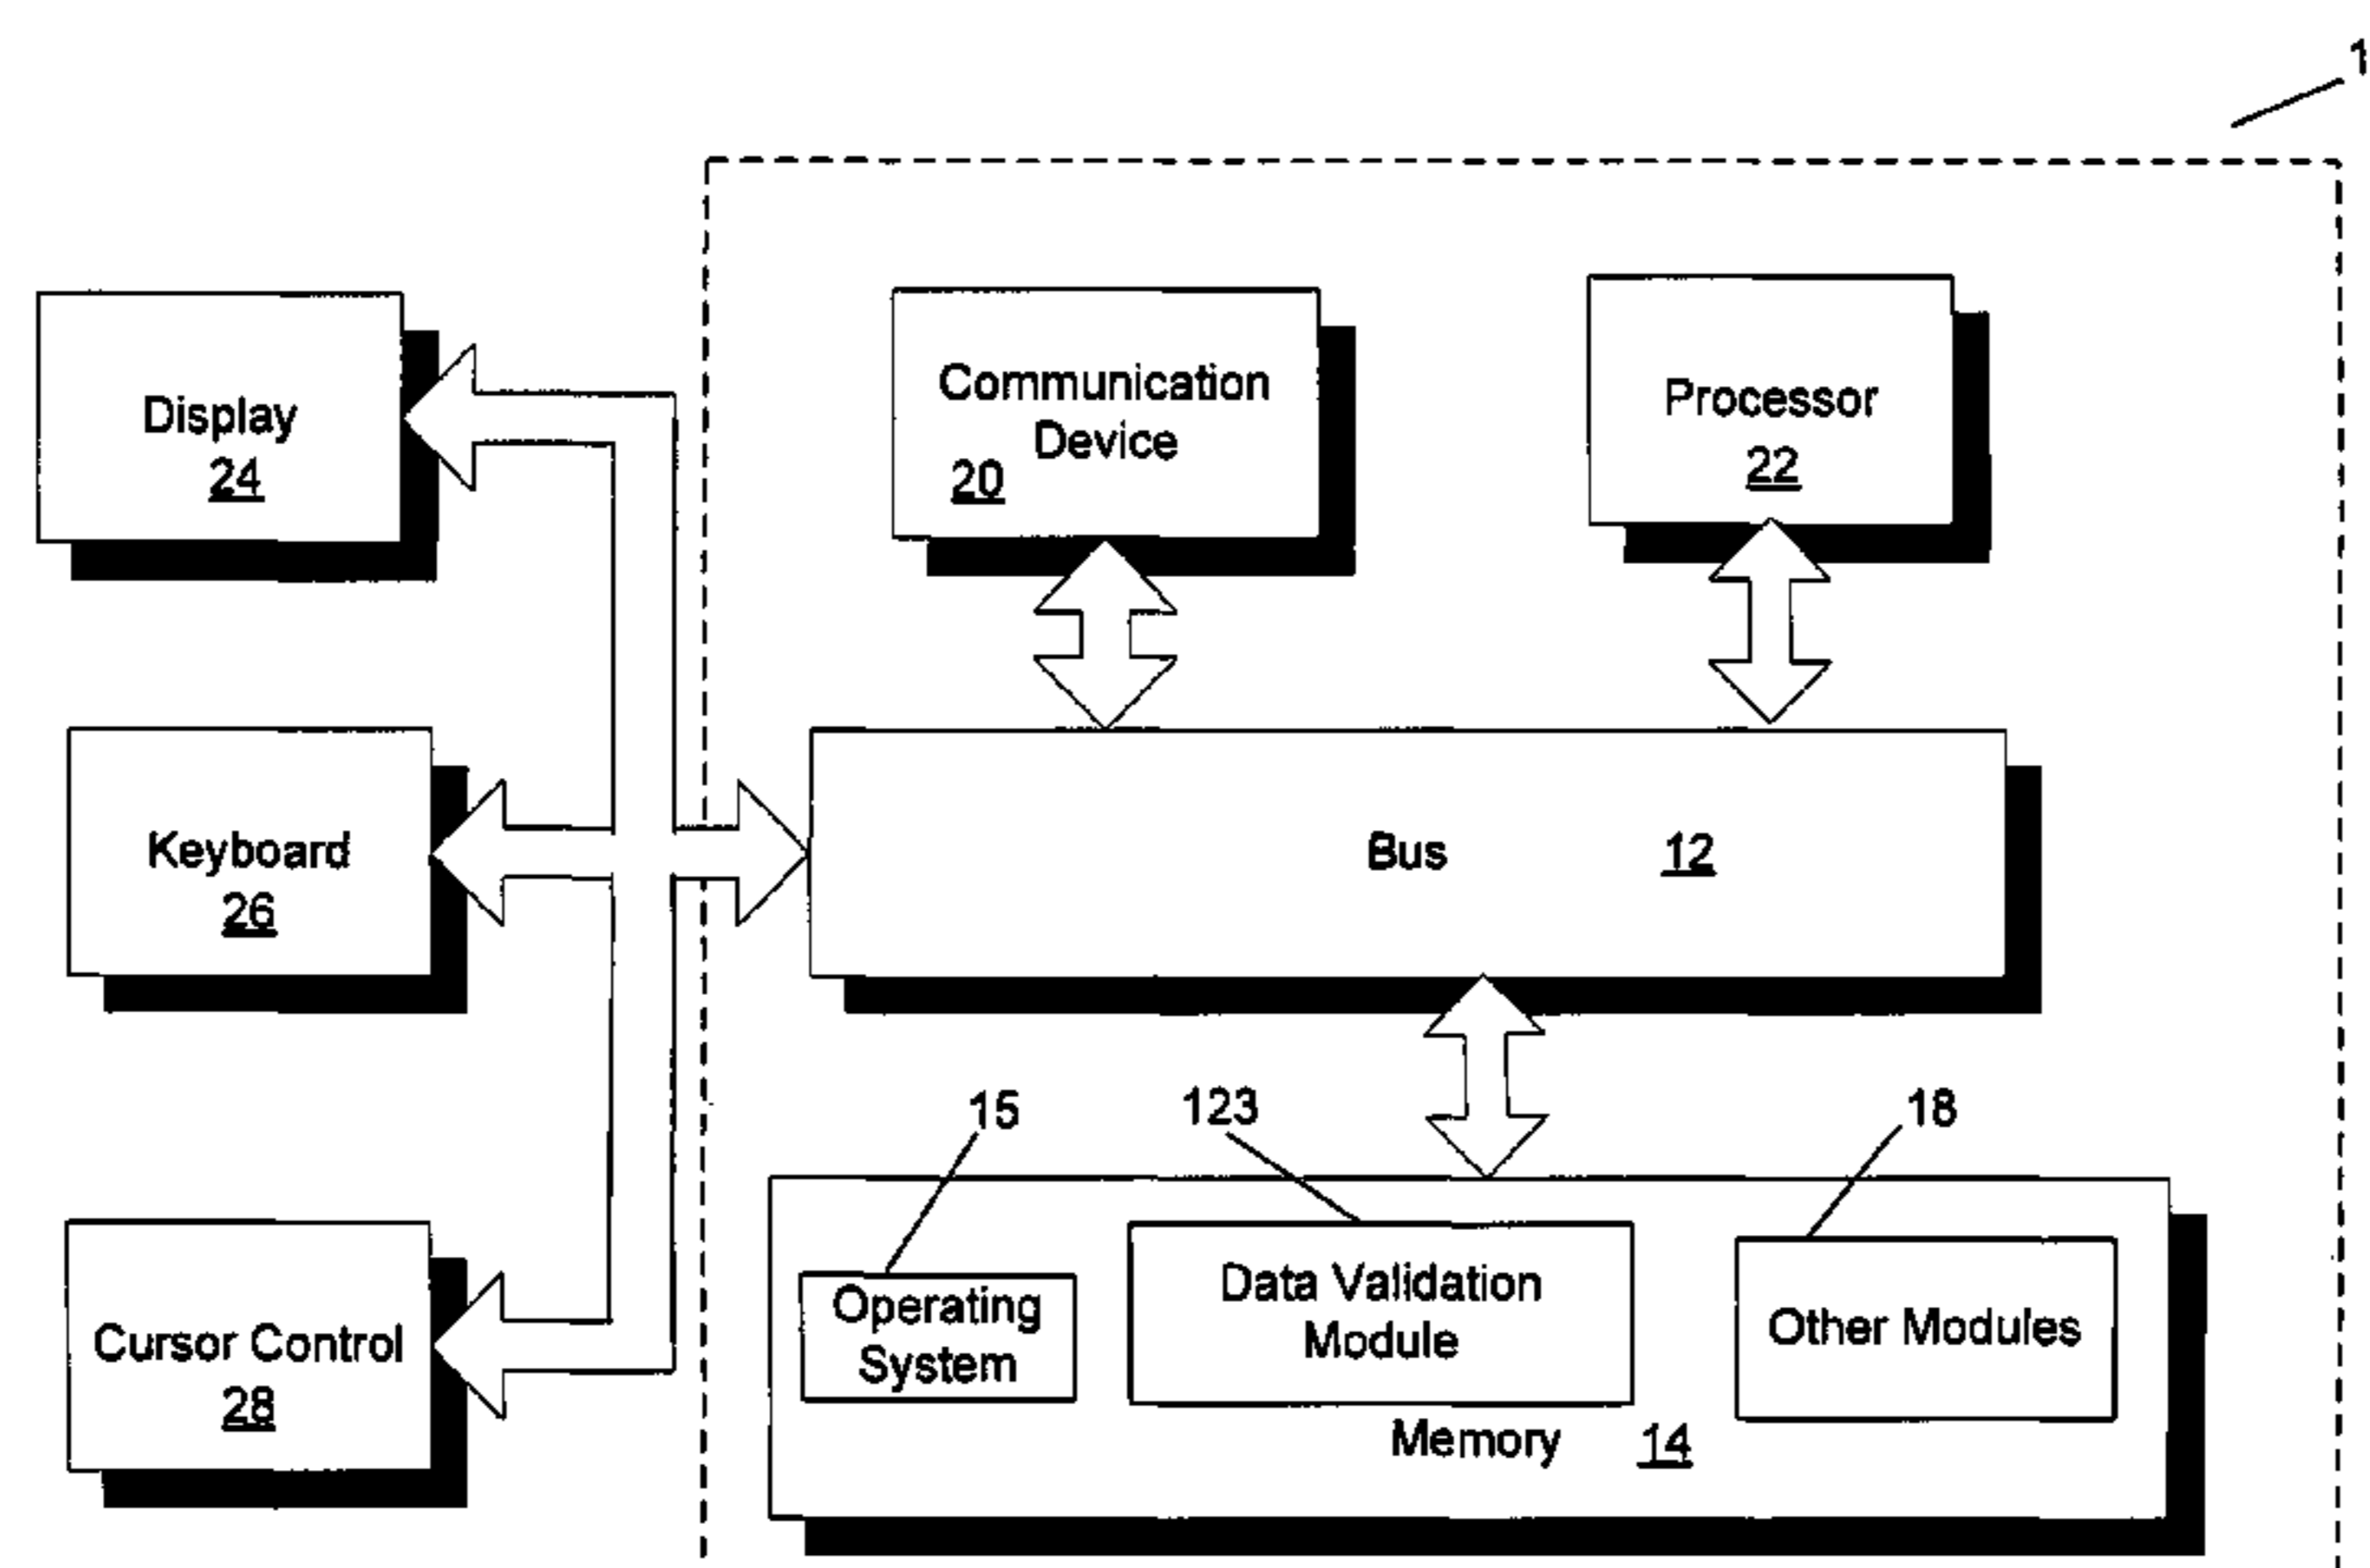 1
Display
24
Communication
Device
20
Processor
22
Keyboard
26
Bus 12
15
123
18
Cursor Control
28
Operating
System
Data Validation
Module
Other Modules
Memory 14